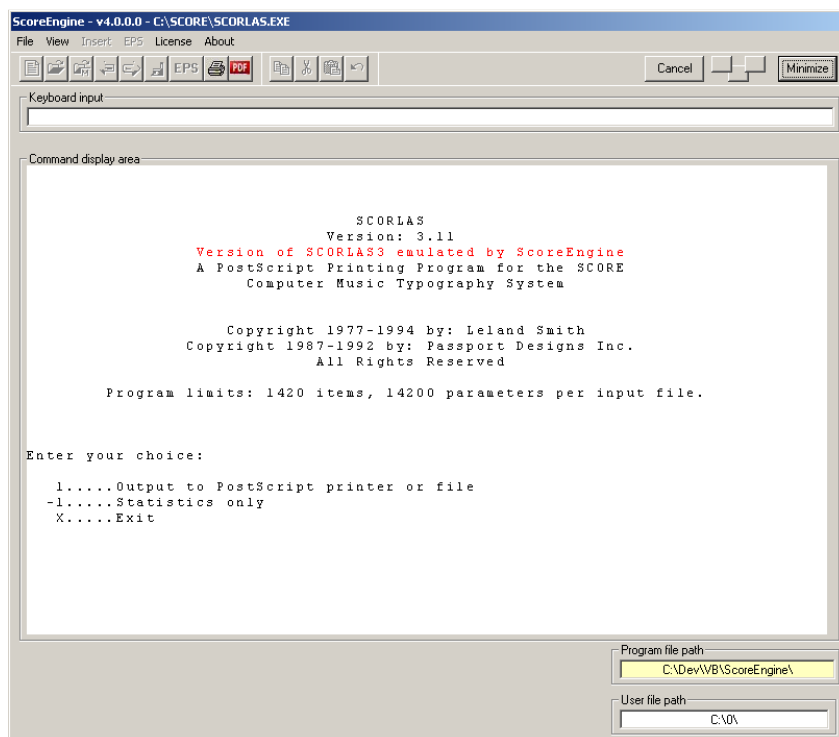 ScoreEngine - v4.0.0.0 - C:\SCORE\SCORLAS.EXE
File View Insert EPS License About
EPS PDF Cancel Minimize
Keyboard input
Command display area
SCORLAS
Version: 3.11
Version of SCORLAS3 emulated by ScoreEngine
A PostScript Printing Program for the SCORE
Computer Music Typography System
Copyright 1977-1994 by: Leland Smith
Copyright 1987-1992 by: Passport Designs Inc.
All Rights Reserved
Program limits: 1420 items, 14200 parameters per input file.
Enter your choice:
1.....Output to PostScript printer or file
-1.....Statistics only
X.....Exit
Program file path
C:\Dev\VB\ScoreEngine\
User file path
C:\0\